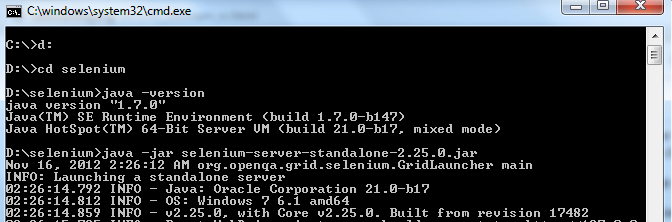 C:\windows\system32\cmd.exe
C:\>d:
D:\>cd selenium
D:\selenium>java -version
java version "1.7.0"
Java(TM) SE Runtime Environment (build 1.7.0-b147)
Java HotSpot(TM) 64-Bit Server VM (build 21.0-b17, mixed mode)
D:\selenium>java -jar selenium-server-standalone-2.25.0.jar
Nov 16, 2012 2:26:12 AM org.openqa.grid.selenium.GridLauncher main
INFO: Launching a standalone server
02:26:14.792 INFO - Java: Oracle Corporation 21.0-b17
02:26:14.812 INFO - OS: Windows 7 6.1 amd64
02:26:14.859 INFO - v2.25.0, with Core v2.25.0. Built from revision 17482